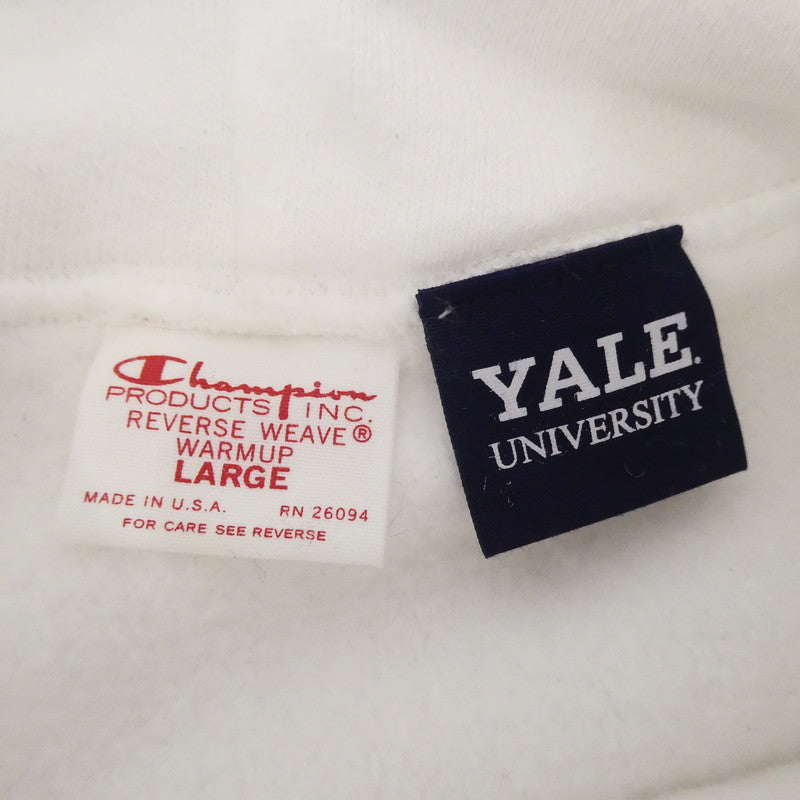 Champion
PRODUCTS INC.
REVERSE WEAVE®
WARMUP
LARGE
MADE IN U.S.A. RN 26094
FOR CARE SEE REVERSE
YALE.
UNIVERSITY